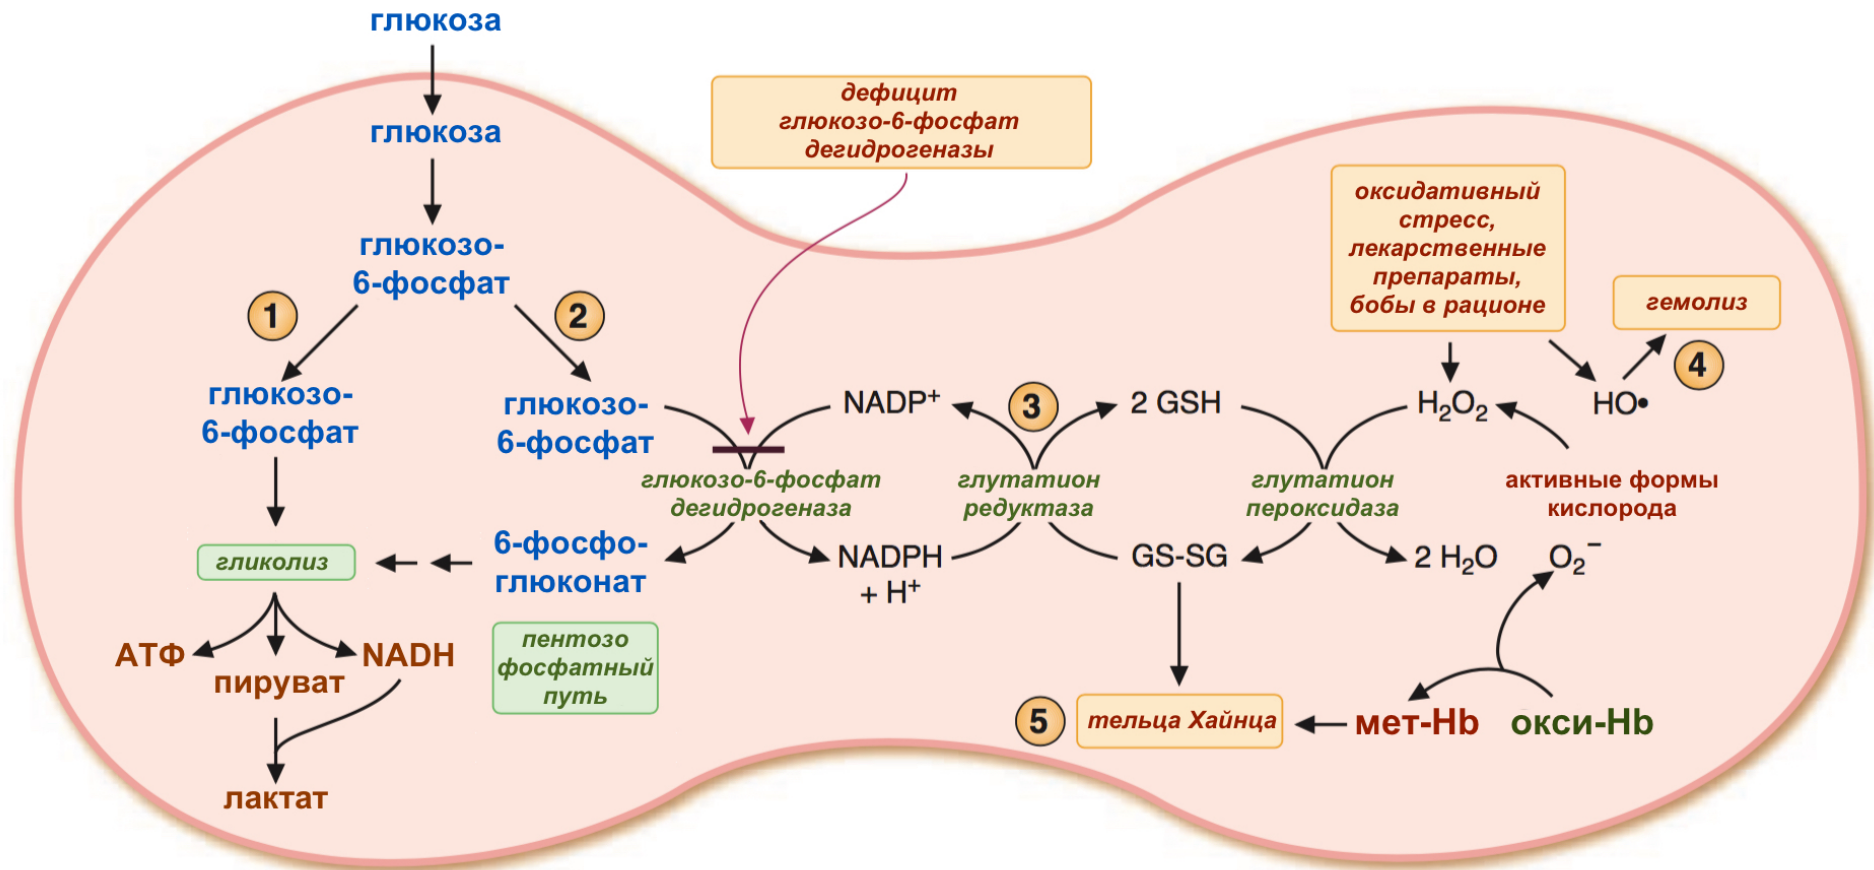 глюкоза
глюкоза
глюкозо-
6-фосфат
1
2
глюкозо-
6-фосфат
гликолиз
АТФ
пируват
NADH
лактат
глюкозо-
6-фосфат
6-фосфо-
глюконат
пентозо
фосфатный
путь
дефицит
глюкозо-6-фосфат
дегидрогеназы
глюкозо-6-фосфат
дегидрогеназа
NADP⁺
NADPH
+ H⁺
3
глутатион
редуктаза
2 GSH
GS-SG
глутатион
пероксидаза
оксидативный
стресс,
лекарственные
препараты,
бобы в рационе
гемолиз
4
H₂O₂
HO•
активные формы
кислорода
2 H₂O
O₂⁻
5
тельца Хайнца
мет-Hb
окси-Hb